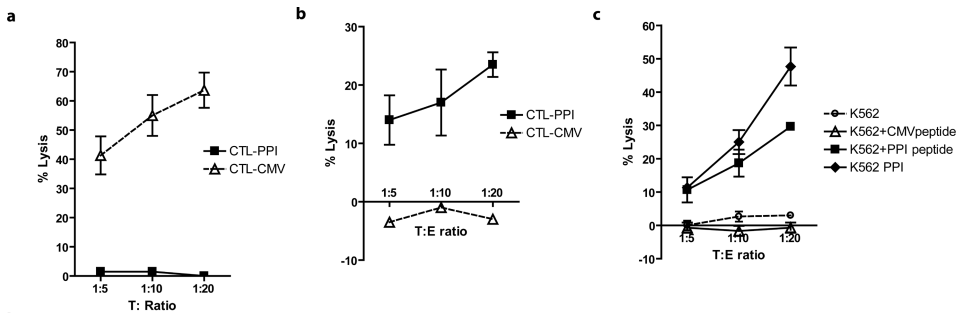 a
80
70
60
50
40
30
20
10
0
% Lysis
1:5 1:10 1:20
T: Ratio
CTL-PPI
CTL-CMV
b
30
20
10
0
-10
% Lysis
1:5 1:10 1:20
T:E ratio
CTL-PPI
CTL-CMV
c
60
50
40
30
20
10
0
-10
% Lysis
1:5 1:10 1:20
T:E ratio
K562
K562+CMVpeptide
K562+PPI peptide
K562 PPI